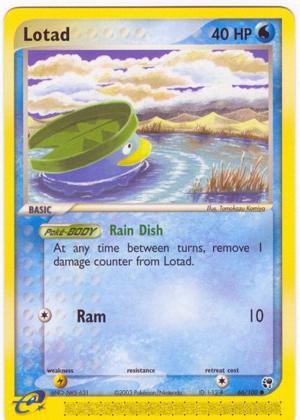 Lotad 40 HP
BASIC
Illus. Tomokazu Komiya
Poké-BODY Rain Dish
At any time between turns, remove 1
damage counter from Lotad.
Ram 10
weakness resistance retreat cost
©2003 Pokémon/Nintendo 66/100
e